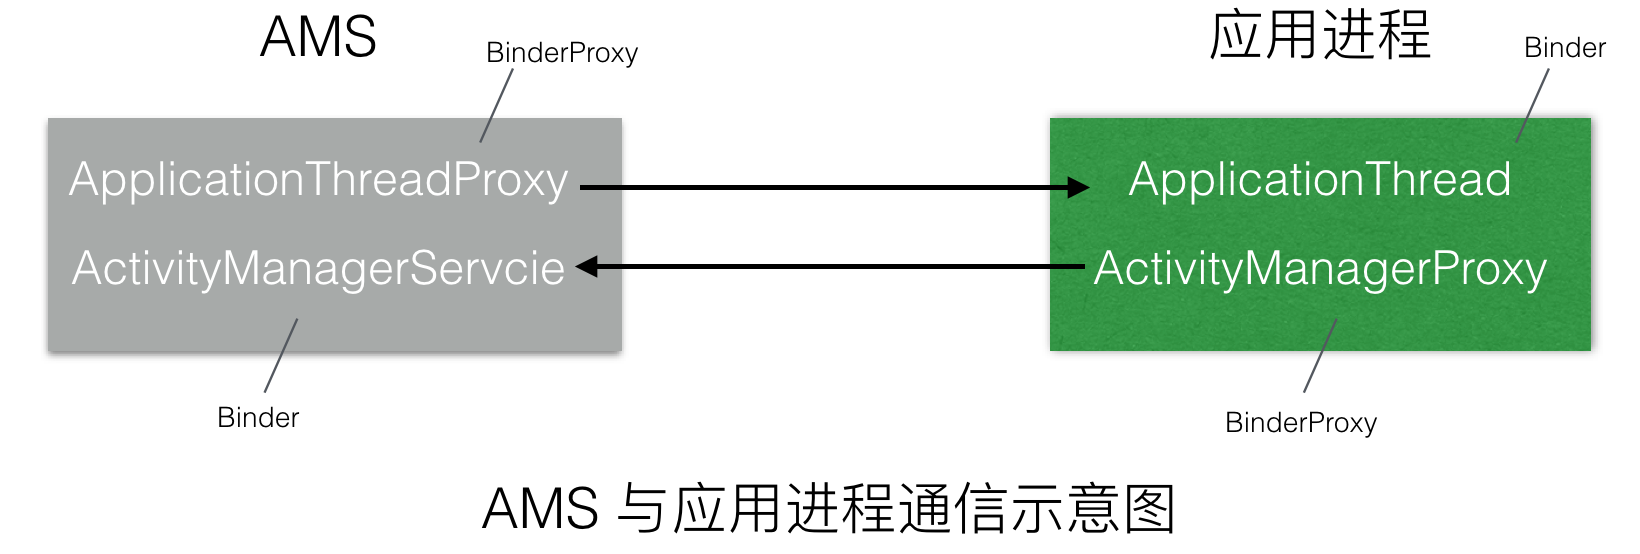 AMS
应用进程
BinderProxy
Binder
ApplicationThreadProxy
ApplicationThread
ActivityManagerServcie
ActivityManagerProxy
Binder
BinderProxy
AMS 与应用进程通信示意图